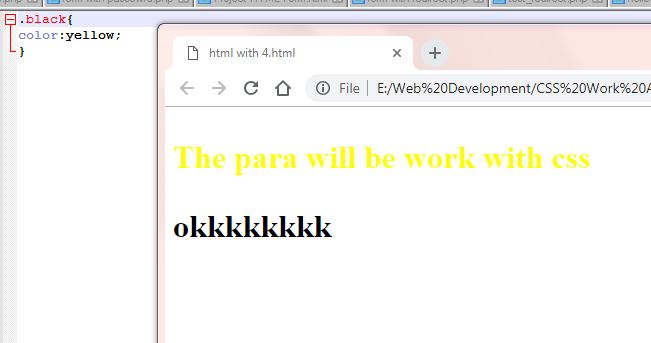 .black{
color:yellow;
}
html with 4.html
File
E:/Web%20Development/CSS%20Work%20A
The para will be work with css
okkkkkkkk